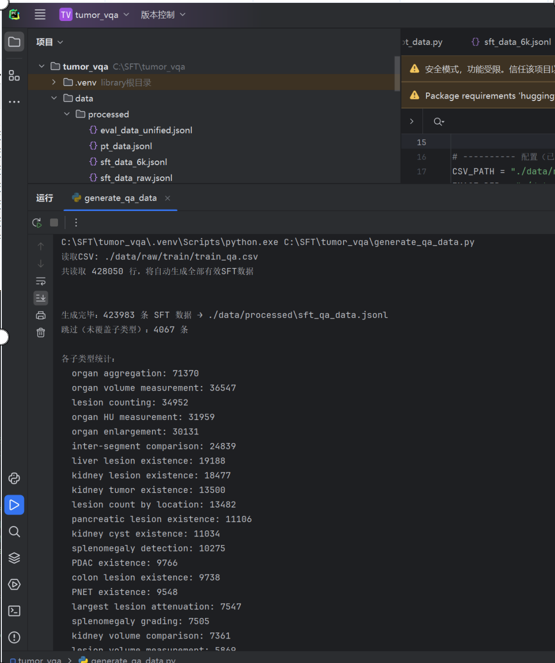 TV tumor_vqa 版本控制
项目
tumor_vqa C:\SFT\tumor_vqa
.venv library根目录
data
processed
eval_data_unified.jsonl
pt_data.jsonl
sft_data_6k.jsonl
sft_data_raw.jsonl
t_data.py sft_data_6k.jsonl
安全模式，功能受限。信任该项目以
Package requirements 'hugging
15
16 # ---------- 配置（已
17 CSV_PATH = "./data/r
运行 generate_qa_data
C:\SFT\tumor_vqa\.venv\Scripts\python.exe C:\SFT\tumor_vqa\generate_qa_data.py
读取CSV: ./data/raw/train/train_qa.csv
共读取 428050 行，将自动生成全部有效SFT数据
生成完毕：423983 条 SFT 数据 → ./data/processed\sft_qa_data.jsonl
跳过（未覆盖子类型）：4067 条
各子类型统计：
organ aggregation: 71370
organ volume measurement: 36547
lesion counting: 34952
organ HU measurement: 31959
organ enlargement: 30131
inter-segment comparison: 24839
liver lesion existence: 19188
kidney lesion existence: 18477
kidney tumor existence: 13500
lesion count by location: 13482
pancreatic lesion existence: 11106
kidney cyst existence: 11034
splenomegaly detection: 10275
PDAC existence: 9766
colon lesion existence: 9738
PNET existence: 9548
largest lesion attenuation: 7547
splenomegaly grading: 7505
kidney volume comparison: 7361
lesion volume measurement: 5869
tumor_vqa > generate_qa_data.py